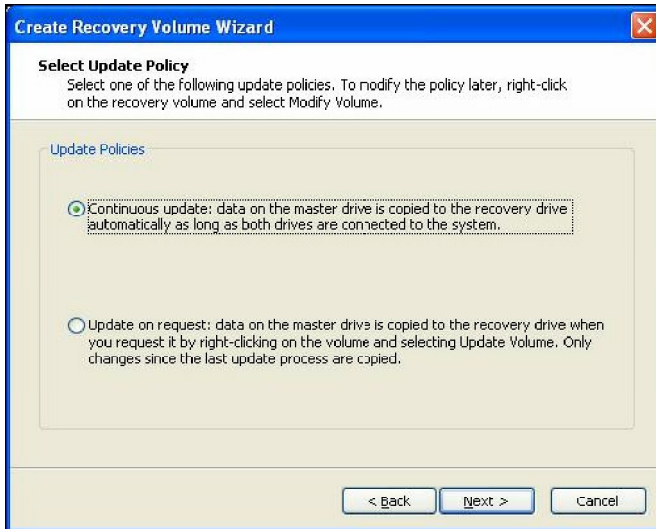 Create Recovery Volume Wizard
Select Update Policy
Select one of the following update policies. To modify the policy later, right-click
on the recovery volume and select Modify Volume.
Update Policies
Continuous update: data on the master drive is copied to the recovery drive
automatically as long as both drives are connected to the system.
Update on request: data on the master drive is copied to the recovery drive when
you request it by right-clicking on the volume and selecting Update Volume. Only
changes since the last update process are copied.
< Back Next > Cancel